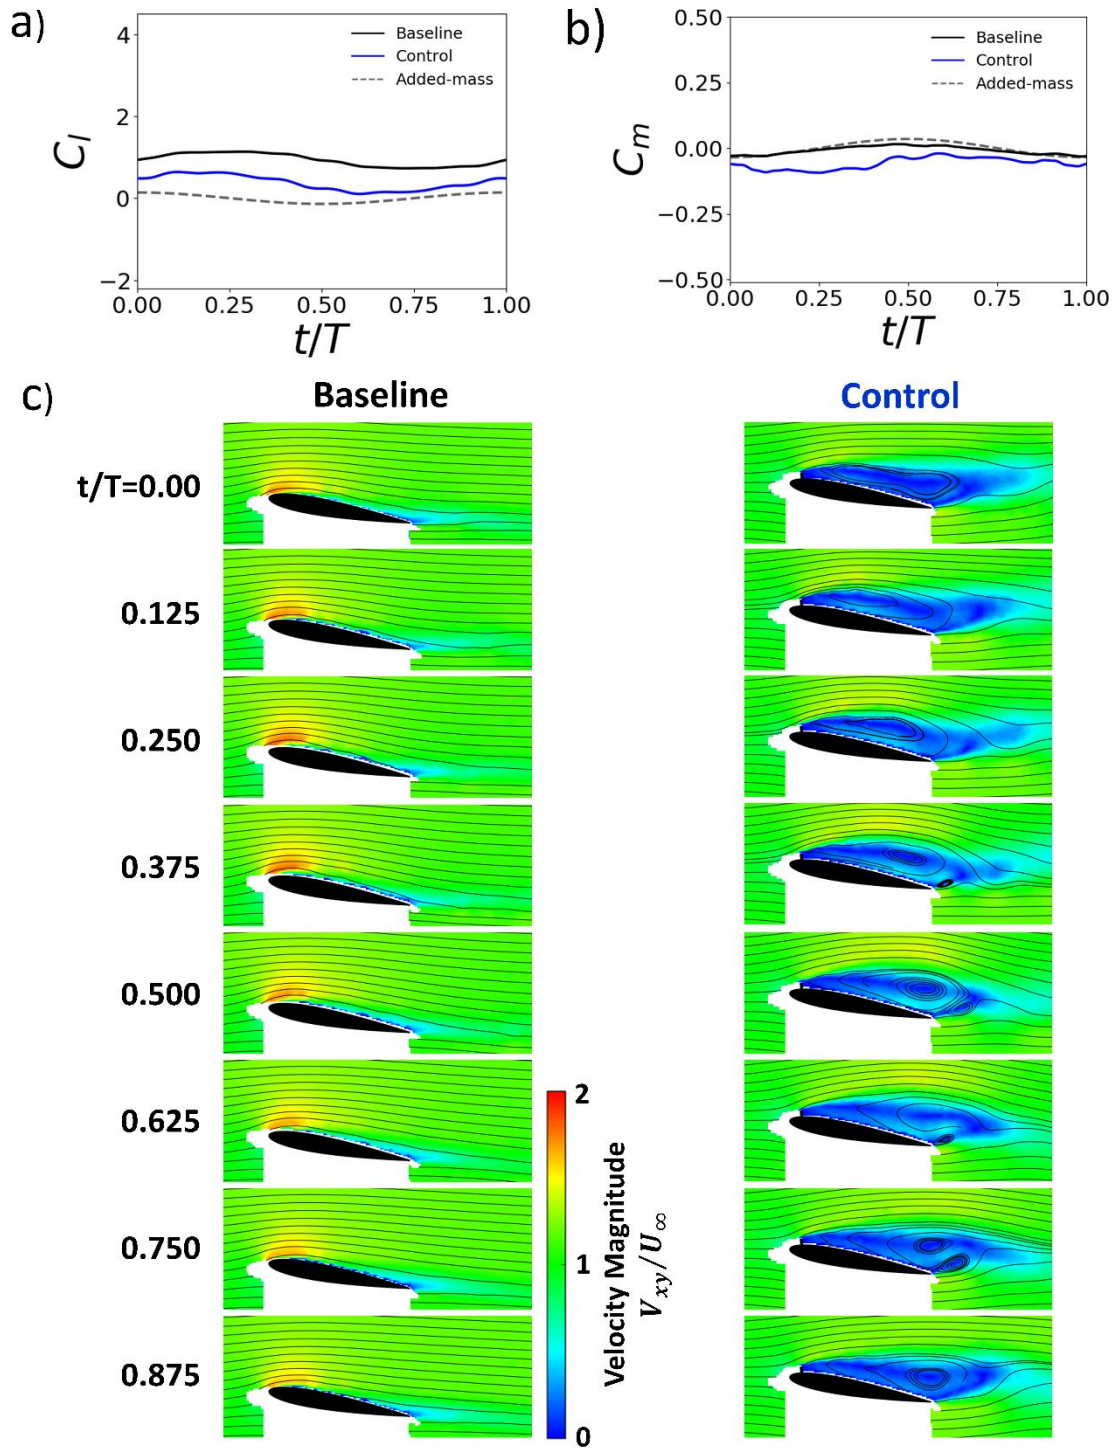 a)
4
2
0
−2
C_l
Baseline
Control
Added-mass
0.00 0.25 0.50 0.75 1.00
t/T
b)
0.50
0.25
0.00
−0.25
−0.50
C_m
Baseline
Control
Added-mass
0.00 0.25 0.50 0.75 1.00
t/T
c)
Baseline
Control
t/T=0.00
0.125
0.250
0.375
0.500
0.625
0.750
0.875
2
1
0
Velocity Magnitude
V_xy/U_∞